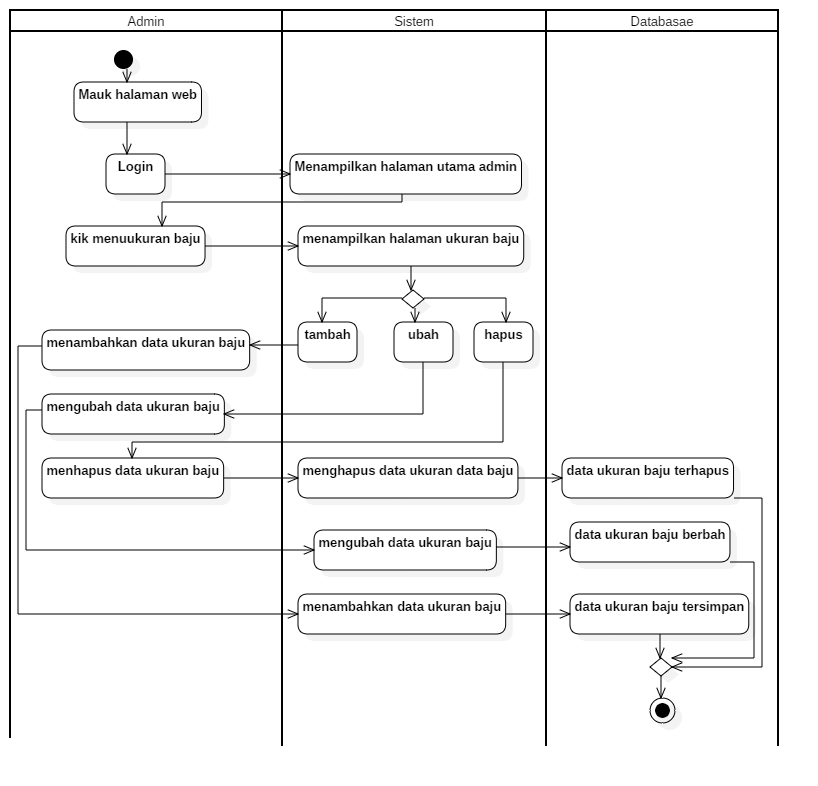 Admin
Sistem
Databasae
Mauk halaman web
Login
Menampilkan halaman utama admin
kik menuukuran baju
menampilkan halaman ukuran baju
tambah
ubah
hapus
menambahkan data ukuran baju
mengubah data ukuran baju
menhapus data ukuran baju
menghapus data ukuran data baju
data ukuran baju terhapus
mengubah data ukuran baju
data ukuran baju berbah
menambahkan data ukuran baju
data ukuran baju tersimpan